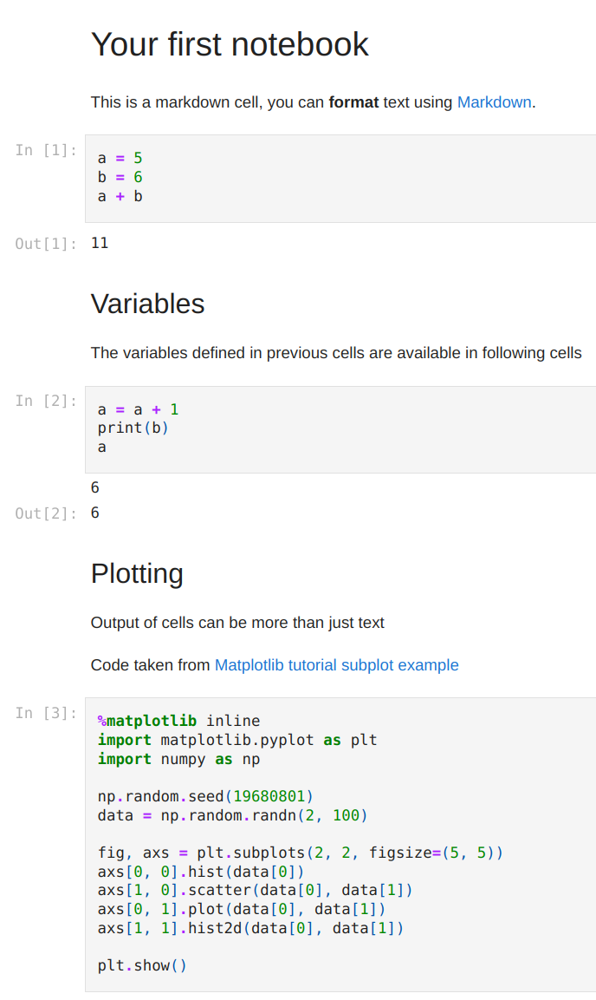 Your first notebook
This is a markdown cell, you can format text using Markdown.
In [1]:
a = 5
b = 6
a + b
Out[1]: 11
Variables
The variables defined in previous cells are available in following cells
In [2]:
a = a + 1
print(b)
a
6
Out[2]: 6
Plotting
Output of cells can be more than just text
Code taken from Matplotlib tutorial subplot example
In [3]:
%matplotlib inline
import matplotlib.pyplot as plt
import numpy as np
np.random.seed(19680801)
data = np.random.randn(2, 100)
fig, axs = plt.subplots(2, 2, figsize=(5, 5))
axs[0, 0].hist(data[0])
axs[1, 0].scatter(data[0], data[1])
axs[0, 1].plot(data[0], data[1])
axs[1, 1].hist2d(data[0], data[1])
plt.show()